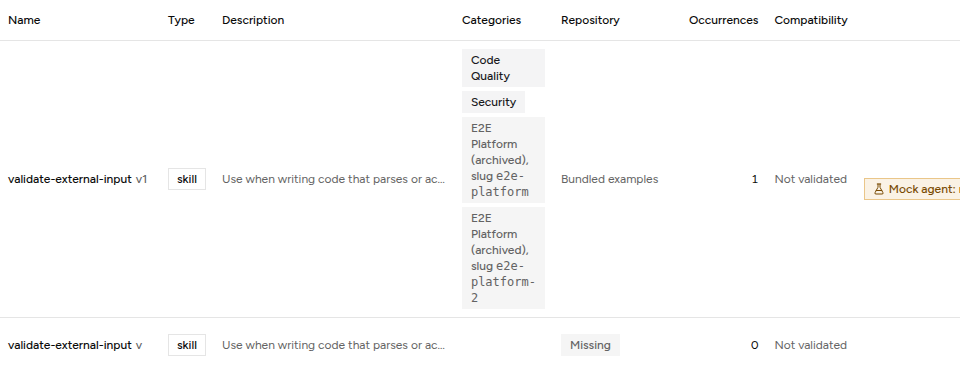 Name Type Description Categories Repository Occurrences Compatibility
Code
Quality
Security
E2E
Platform
(archived),
slug e2e-
platform
validate-external-input v1 skill Use when writing code that parses or ac... Bundled examples 1 Not validated
Mock agent:
E2E
Platform
(archived),
slug e2e-
platform-
2
validate-external-input v skill Use when writing code that parses or ac... Missing 0 Not validated